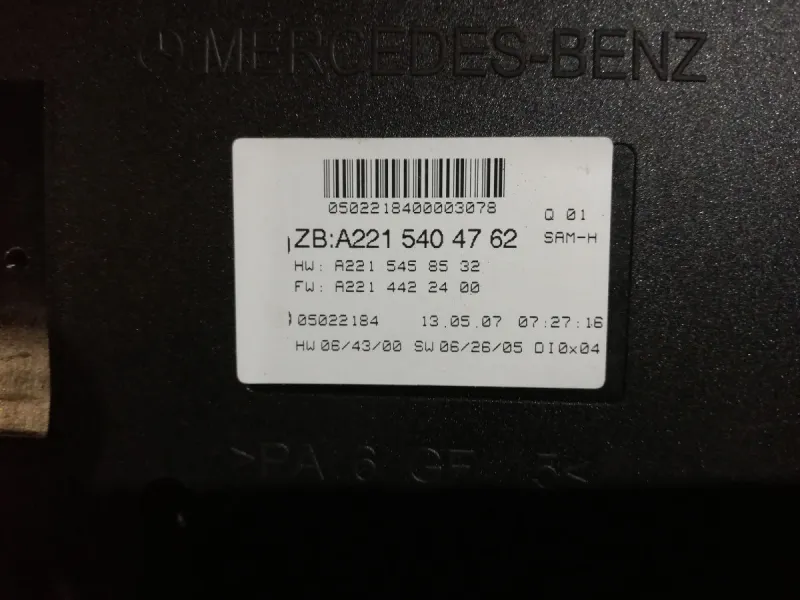 MERCEDES-BENZ
0502218400003078
Q 01
ZB:A221 540 47 62
SAM-H
HW: A221 545 85 32
FW: A221 442 24 00
05022184 13.05.07 07:27:16
HW 06/43/00 SW 06/26/05 DI0x04
>PA 6 GF 5<